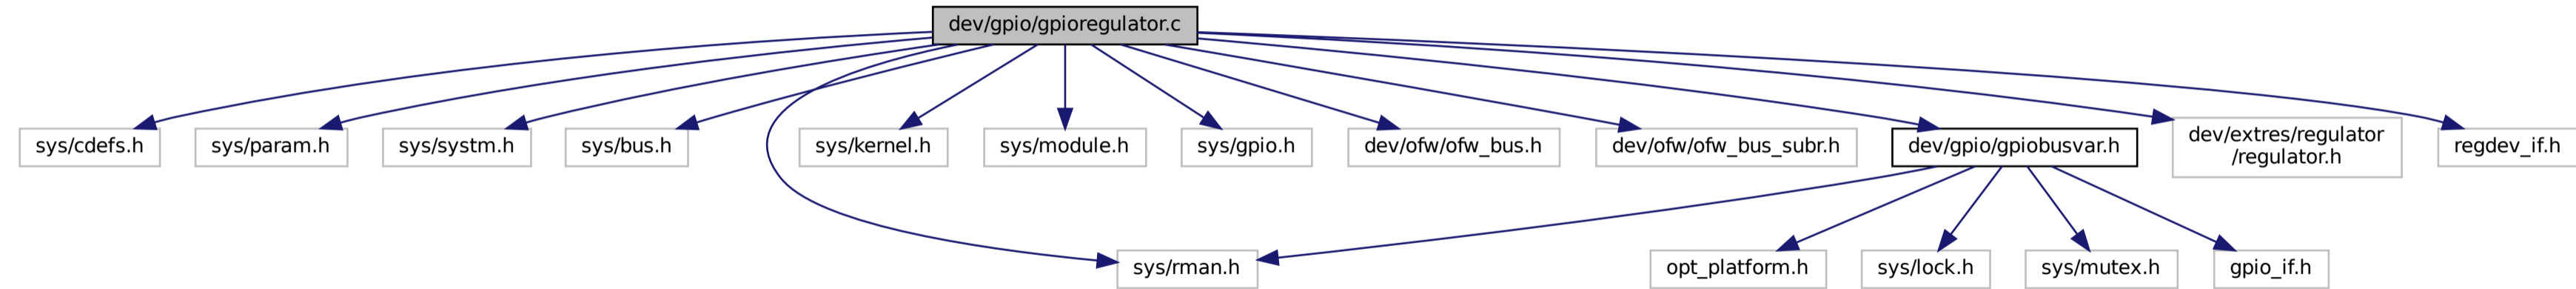 dev/gpio/gpioregulator.c
sys/cdefs.h
sys/param.h
sys/systm.h
sys/bus.h
sys/kernel.h
sys/module.h
sys/gpio.h
dev/ofw/ofw_bus.h
dev/ofw/ofw_bus_subr.h
dev/gpio/gpiobusvar.h
dev/extres/regulator
/regulator.h
regdev_if.h
sys/rman.h
opt_platform.h
sys/lock.h
sys/mutex.h
gpio_if.h